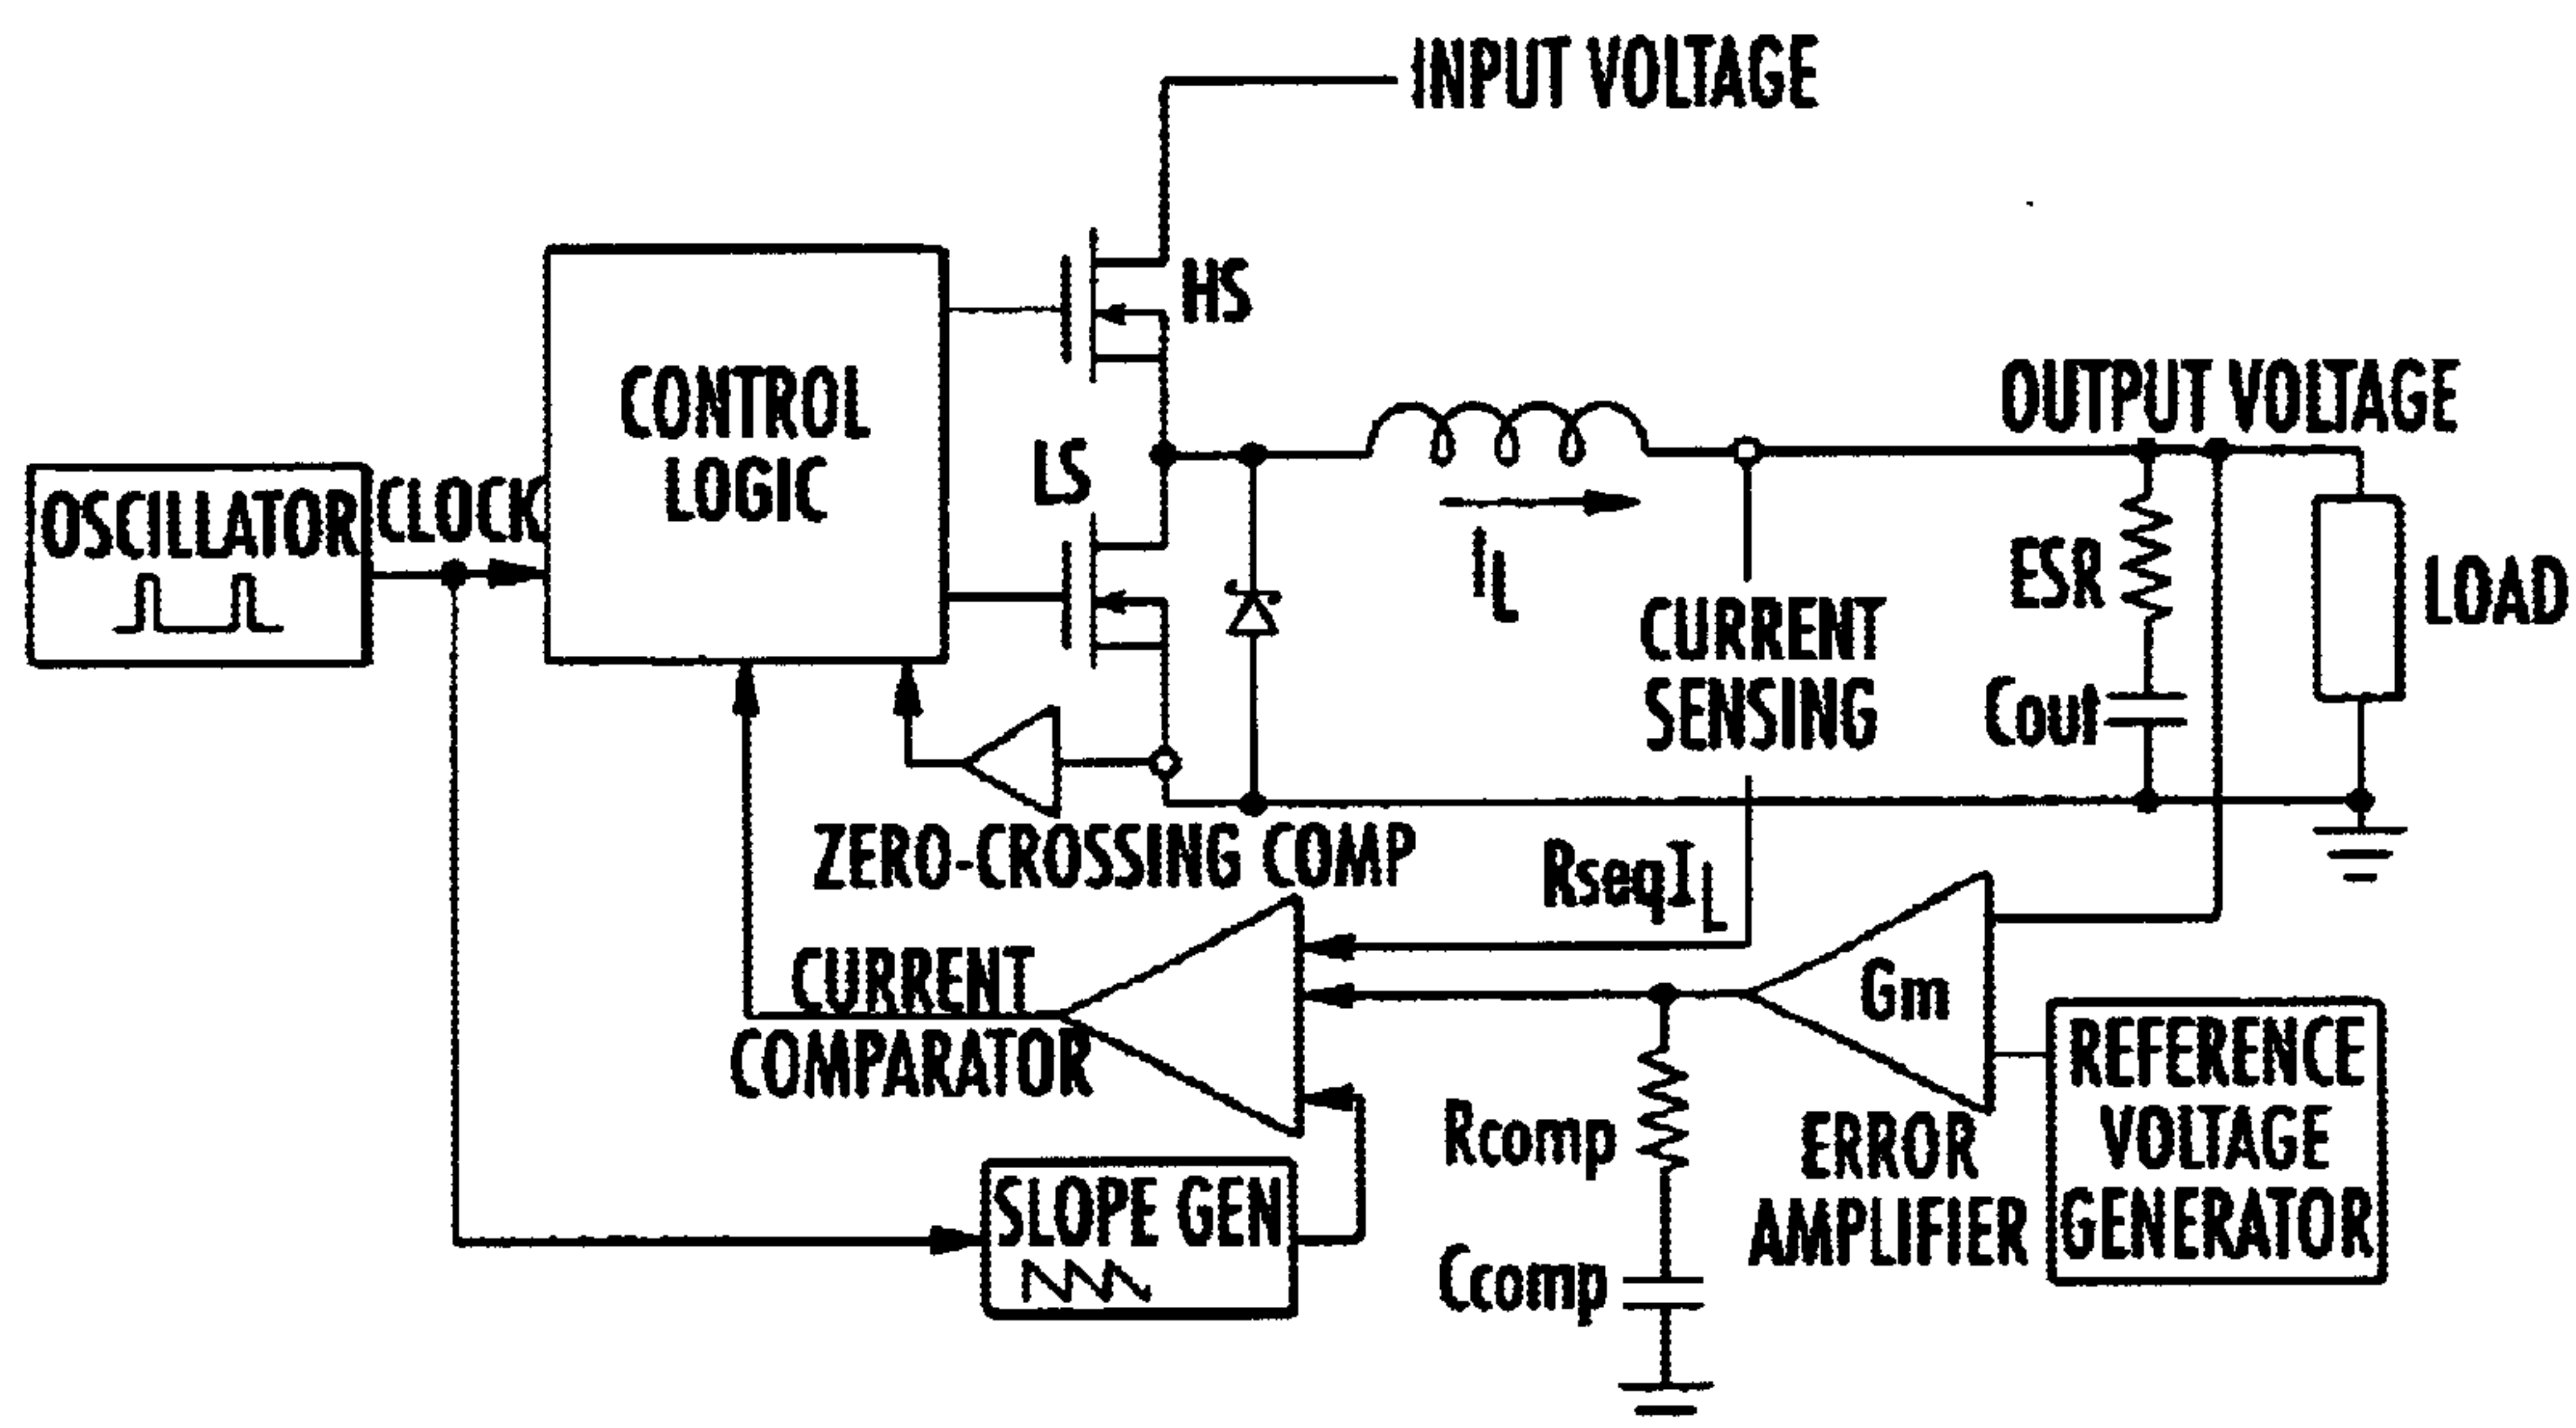 INPUT VOLTAGE
HS
CONTROL
LOGIC
OUTPUT VOLTAGE
LS
OSCILLATOR
CLOCK
IL
ESR
LOAD
CURRENT
SENSING
Cout
ZERO-CROSSING COMP
RseqIL
CURRENT
COMPARATOR
Gm
REFERENCE
VOLTAGE
GENERATOR
Rcomp
ERROR
AMPLIFIER
SLOPE GEN
Ccomp